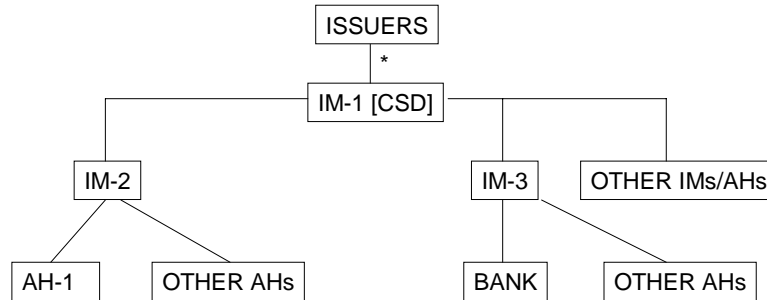 ISSUERS
*
IM-1 [CSD]
IM-2 IM-3 OTHER IMs/AHs
AH-1 OTHER AHs BANK OTHER AHs